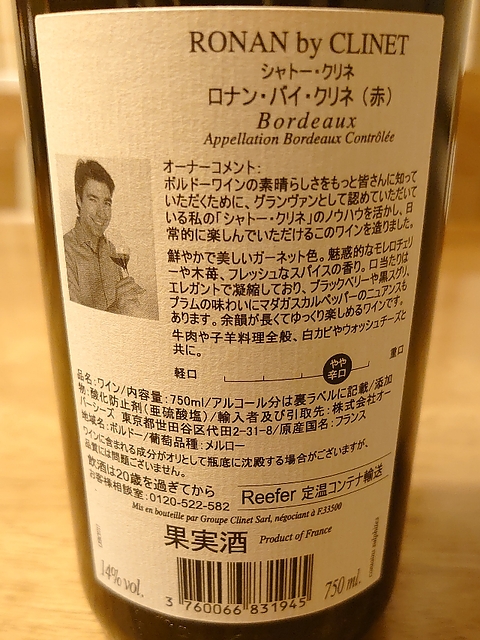 RONAN by CLINET
シャトー・クリネ
ロナン・バイ・クリネ（赤）
Bordeaux
Appellation Bordeaux Contrôlée
オーナーコメント：
ボルドーワインの素晴らしさをもっと皆さんに知って
いただくために、グランヴァンとして認めていただいて
いる私の「シャトー・クリネ」のノウハウを活かし、日
常的に楽しんでいただけるこのワインを造りました。
鮮やかで美しいガーネット色。魅惑的なモレロチェリ
ーや木苺、フレッシュなスパイスの香り。口当たりは
エレガントで凝縮しており、ブラックベリーや黒スグリ、
プラムの味わいにマダガスカルペッパーのニュアンスも
あります。余韻が長くてゆっくり楽しめるワインです。
牛肉や子羊料理全般、白カビやウォッシュチーズと
共に。
軽口 やや辛口 重口
品名：ワイン/内容量：750ml/アルコール分は裏ラベルに記載/添加
物：酸化防止剤（亜硫酸塩）/輸入者及び引取先：株式会社オー
バーシーズ 東京都世田谷区代田2-31-8/原産国名：フランス
地域名：ボルドー/葡萄品種：メルロー
ワインに含まれる成分がオリとして瓶底に沈殿する場合がございますが、
品質には問題ございません。
飲酒は20歳を過ぎてから
お客様相談室：0120-522-582
Reefer 定温コンテナ輸送
Mis en bouteille par Groupe Clinet Sarl, négociant à F.33500
果実酒 Product of France
14% vol.
750 ml.
contains sulphites
3 760066 831945